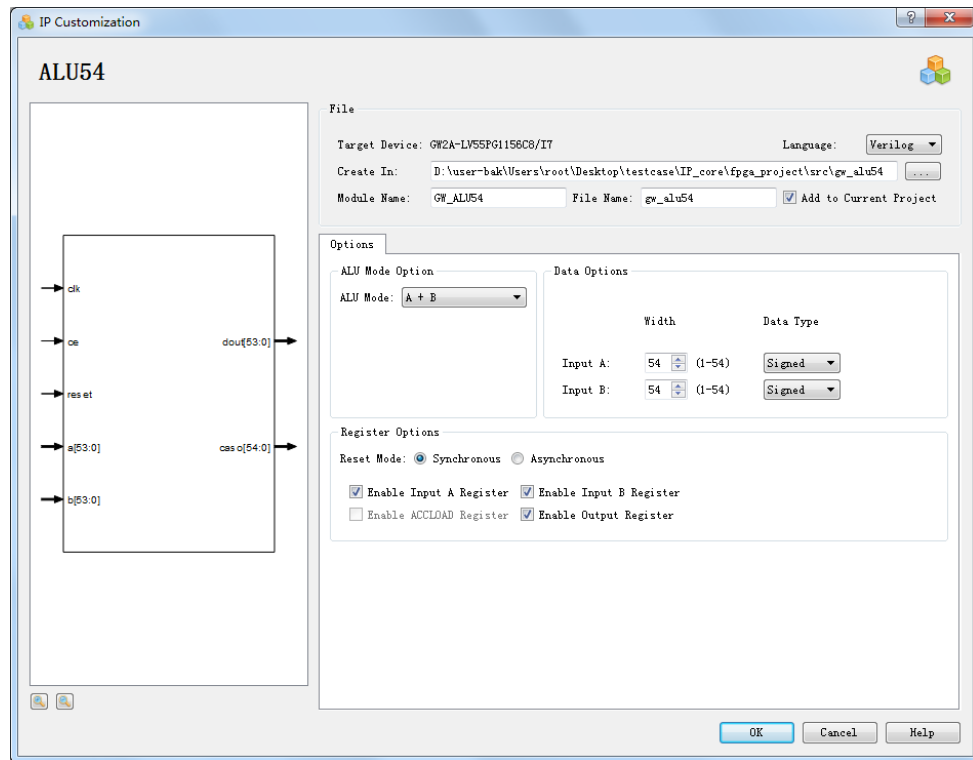 IP Customization
ALU54
clk
ce
reset
a[53:0]
b[53:0]
dout[53:0]
caso[54:0]
File
Target Device: GW2A-LV55PG1156C8/I7 Language: Verilog
Create In: D:\user-bak\Users\root\Desktop\testcase\IP_core\fpga_project\src\gw_alu54 ...
Module Name: GW_ALU54 File Name: gw_alu54 Add to Current Project
Options
ALU Mode Option
ALU Mode: A + B
Data Options
Width Data Type
Input A: 54 (1-54) Signed
Input B: 54 (1-54) Signed
Register Options
Reset Mode: Synchronous Asynchronous
Enable Input A Register Enable Input B Register
Enable ACCLOAD Register Enable Output Register
OK Cancel Help